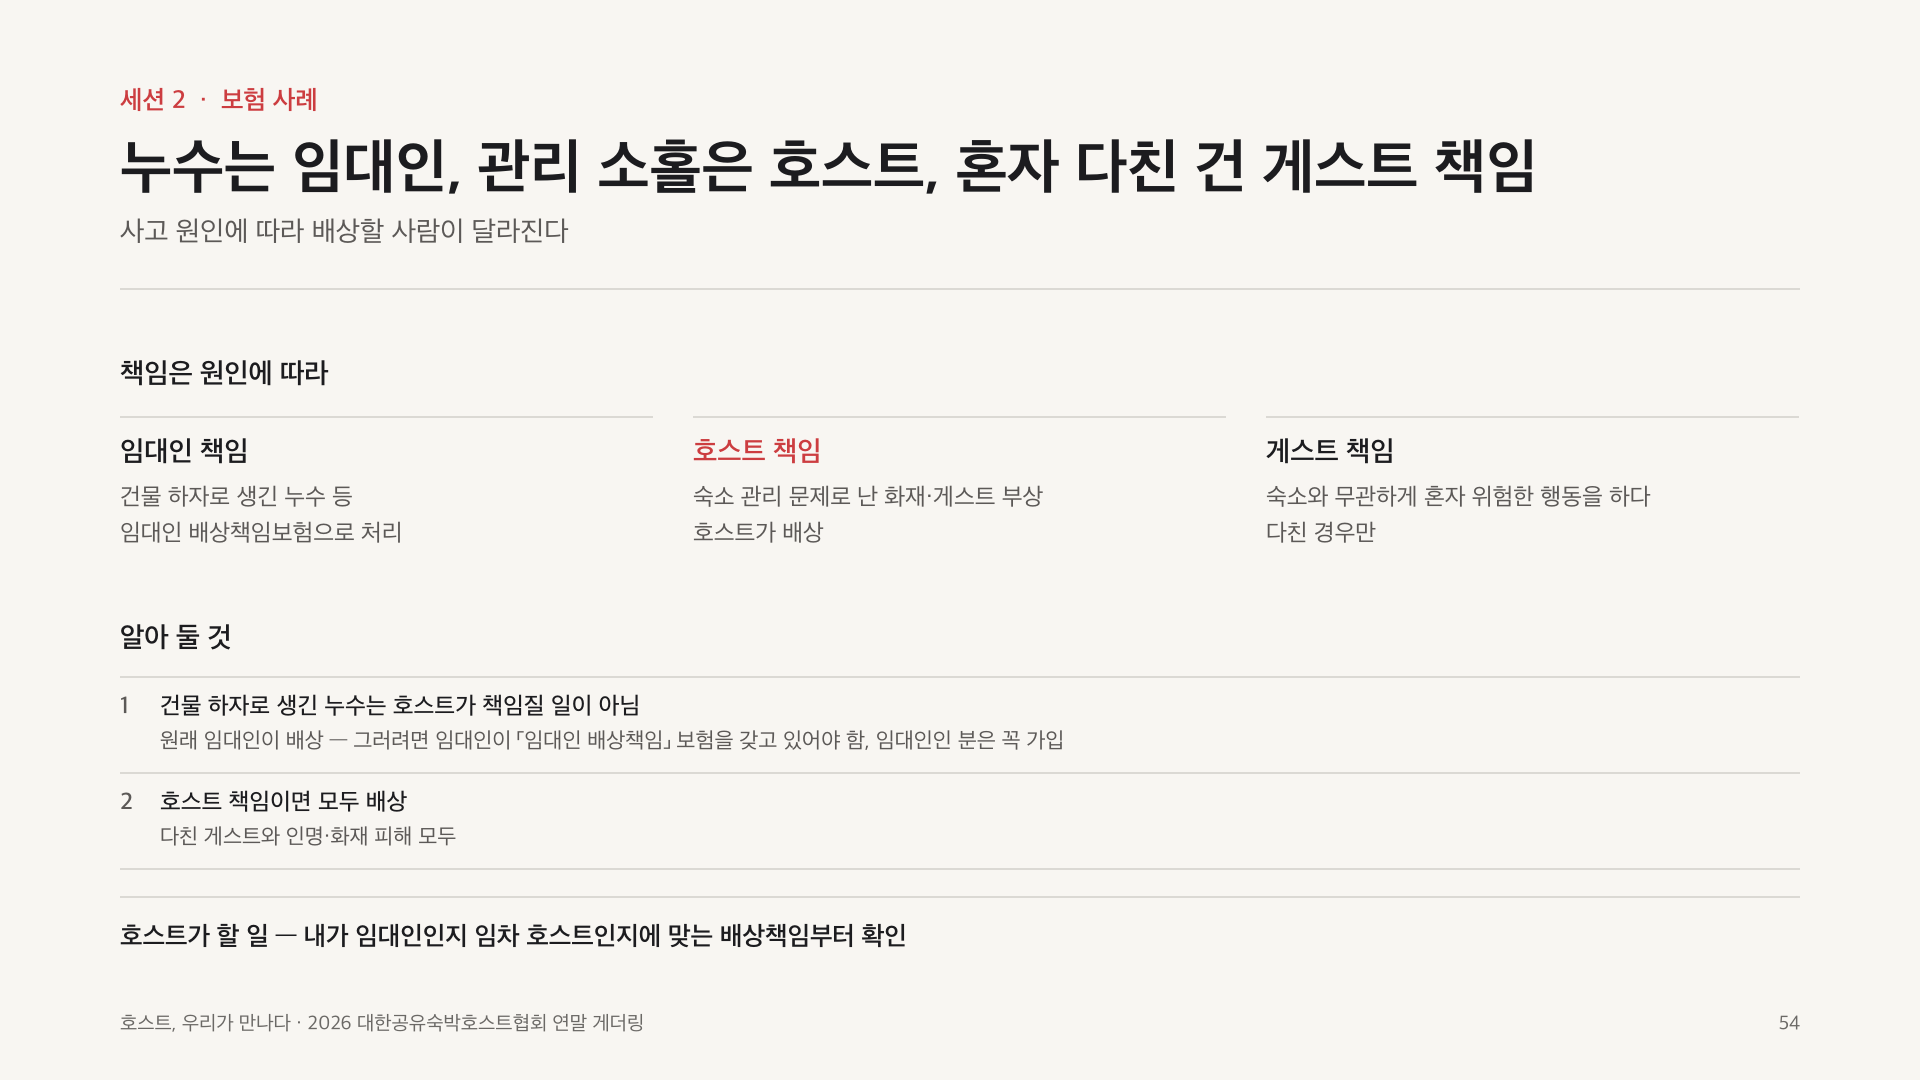 세션 2 · 보험 사례
누수는 임대인, 관리 소홀은 호스트, 혼자 다친 건 게스트 책임
사고 원인에 따라 배상할 사람이 달라진다
책임은 원인에 따라
임대인 책임
건물 하자로 생긴 누수 등
임대인 배상책임보험으로 처리
호스트 책임
숙소 관리 문제로 난 화재·게스트 부상
호스트가 배상
게스트 책임
숙소와 무관하게 혼자 위험한 행동을 하다
다친 경우만
알아 둘 것
1 건물 하자로 생긴 누수는 호스트가 책임질 일이 아님
원래 임대인이 배상 — 그러려면 임대인이 「임대인 배상책임」 보험을 갖고 있어야 함, 임대인인 분은 꼭 가입
2 호스트 책임이면 모두 배상
다친 게스트와 인명·화재 피해 모두
호스트가 할 일 — 내가 임대인인지 임차 호스트인지에 맞는 배상책임부터 확인
호스트, 우리가 만나다 · 2026 대한공유숙박호스트협회 연말 게더링
54